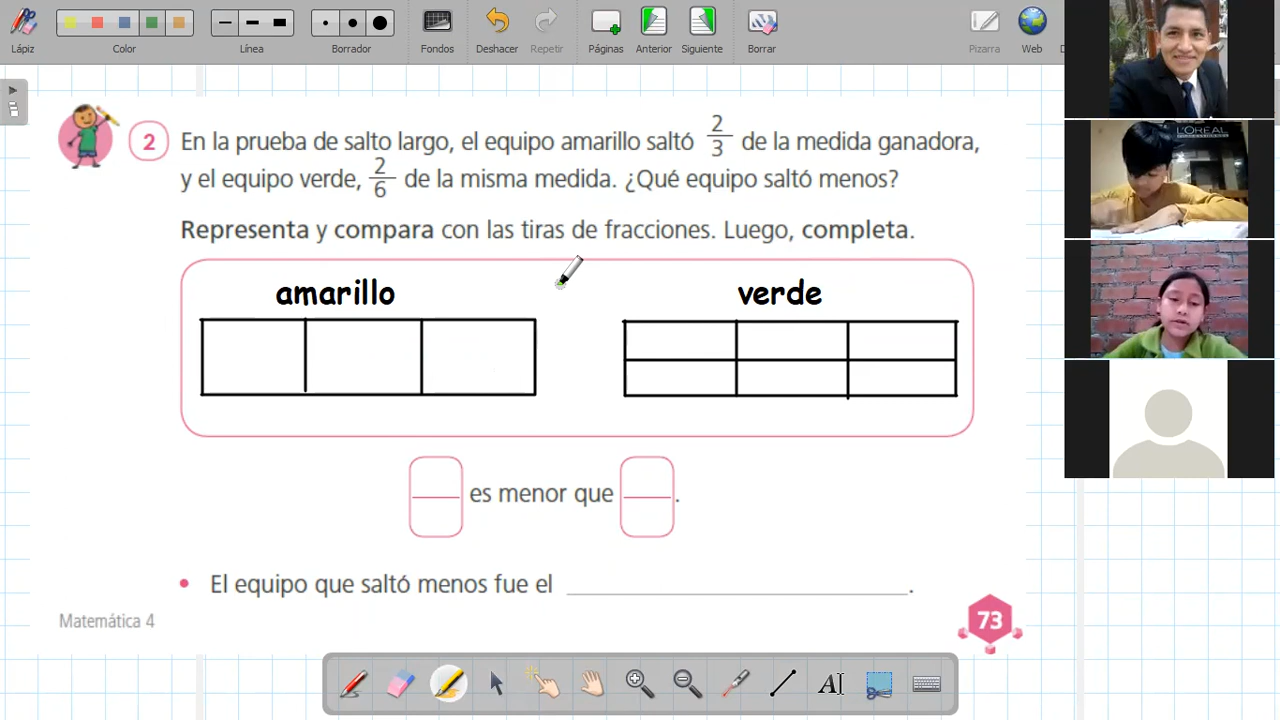 Lápiz Color Línea Borrador Fondos Deshacer Repetir Páginas Anterior Siguiente Borrar Pizarra Web
L'ORÉAL
2 En la prueba de salto largo, el equipo amarillo saltó 2/3 de la medida ganadora,
y el equipo verde, 2/6 de la misma medida. ¿Qué equipo saltó menos?
Representa y compara con las tiras de fracciones. Luego, completa.
amarillo verde
es menor que .
• El equipo que saltó menos fue el .
Matemática 4
73
AI